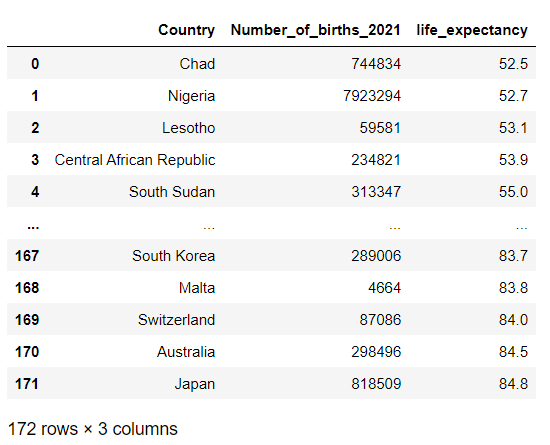 Country Number_of_births_2021 life_expectancy
0 Chad 744834 52.5
1 Nigeria 7923294 52.7
2 Lesotho 59581 53.1
3 Central African Republic 234821 53.9
4 South Sudan 313347 55.0
... ... ... ...
167 South Korea 289006 83.7
168 Malta 4664 83.8
169 Switzerland 87086 84.0
170 Australia 298496 84.5
171 Japan 818509 84.8
172 rows × 3 columns